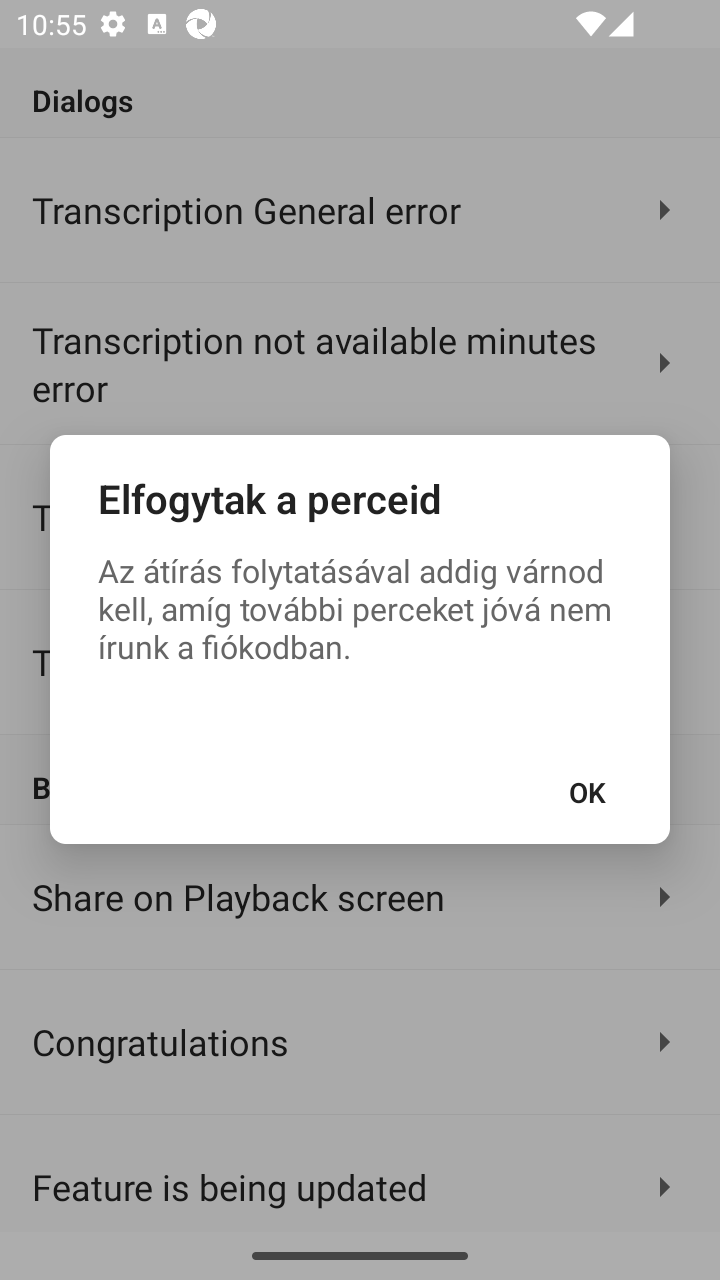 10:55
Dialogs
Transcription General error
Transcription not available minutes
error
T
Elfogytak a perceid
Az átírás folytatásával addig várnod
kell, amíg további perceket jóvá nem
írunk a fiókodban.
T
B
OK
Share on Playback screen
Congratulations
Feature is being updated